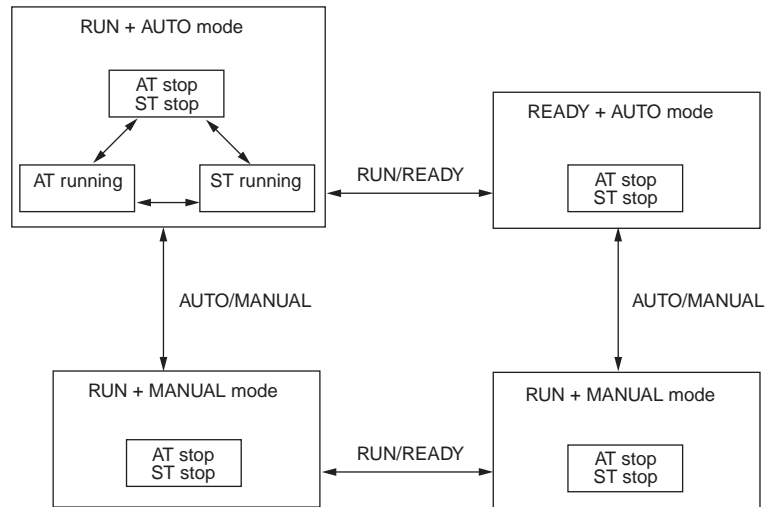 RUN + AUTO mode
AT stop
ST stop
AT running
ST running
RUN/READY
READY + AUTO mode
AT stop
ST stop
AUTO/MANUAL
AUTO/MANUAL
RUN + MANUAL mode
AT stop
ST stop
RUN/READY
RUN + MANUAL mode
AT stop
ST stop